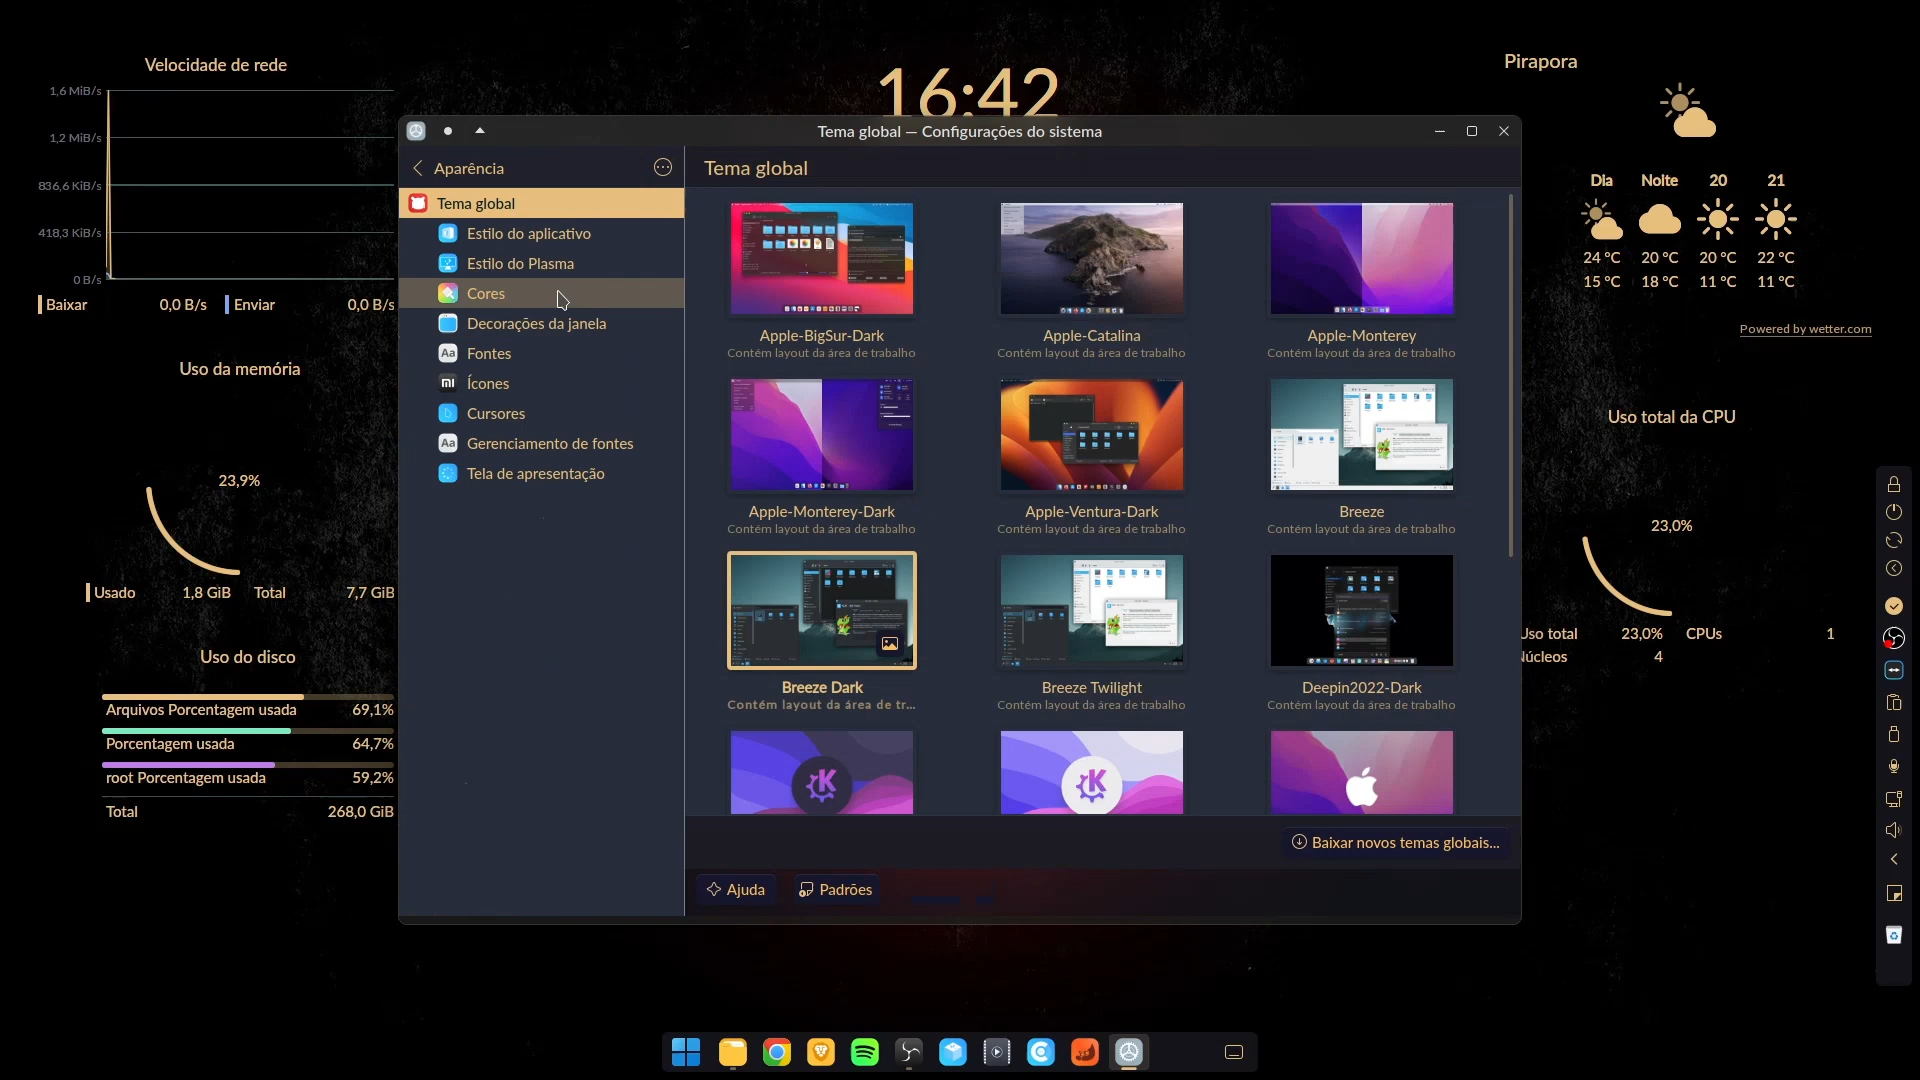 Velocidade de rede
1,6 MiB/s
1,2 MiB/s
836,6 KiB/s
418,3 KiB/s
0 B/s
Baixar 0,0 B/s Enviar 0,0 B/s
Uso da memória
23,9%
Usado 1,8 GiB Total 7,7 GiB
Uso do disco
Arquivos Porcentagem usada 69,1%
Porcentagem usada 64,7%
root Porcentagem usada 59,2%
Total 268,0 GiB
16:42
Tema global — Configurações do sistema
Aparência
Tema global
Estilo do aplicativo
Estilo do Plasma
Cores
Decorações da janela
Aa Fontes
Ícones
Cursores
Aa Gerenciamento de fontes
Tela de apresentação
Tema global
Apple-BigSur-Dark
Contém layout da área de trabalho
Apple-Catalina
Contém layout da área de trabalho
Apple-Monterey
Contém layout da área de trabalho
Apple-Monterey-Dark
Contém layout da área de trabalho
Apple-Ventura-Dark
Contém layout da área de trabalho
Breeze
Contém layout da área de trabalho
Breeze Dark
Contém layout da área de tr...
Breeze Twilight
Contém layout da área de trabalho
Deepin2022-Dark
Contém layout da área de trabalho
Baixar novos temas globais...
Ajuda
Padrões
Pirapora
Dia Noite 20 21
24 °C 20 °C 20 °C 22 °C
15 °C 18 °C 11 °C 11 °C
Powered by wetter.com
Uso total da CPU
23,0%
Uso total 23,0% CPUs 1
Núcleos 4